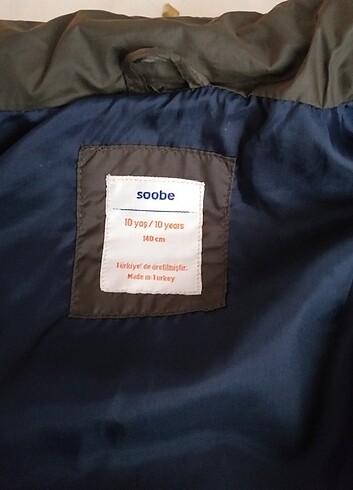 soobe
10 yaş / 10 years
140 cm
Türkiye' de üretilmiştir.
Made in Turkey